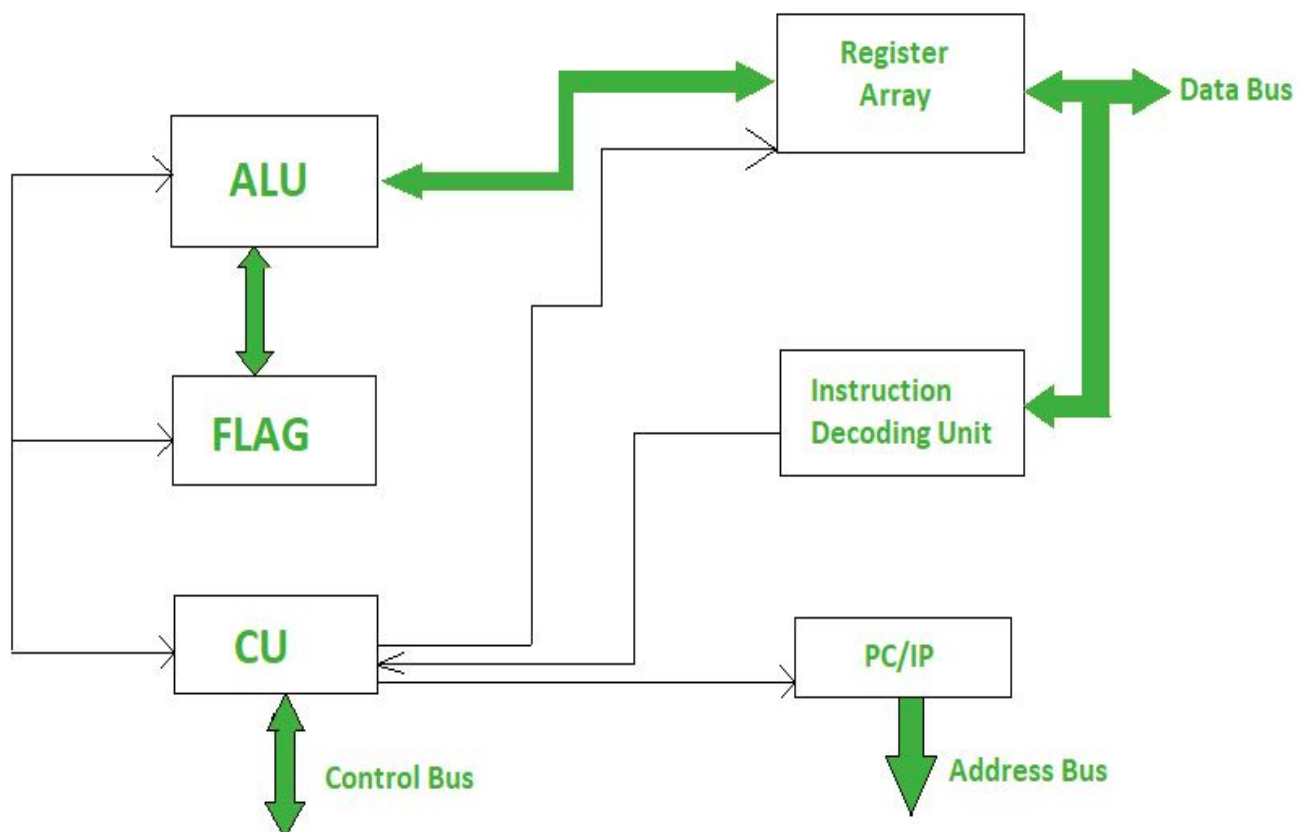 Register
Array
Data Bus
ALU
FLAG
Instruction
Decoding Unit
CU
PC/IP
Control Bus
Address Bus